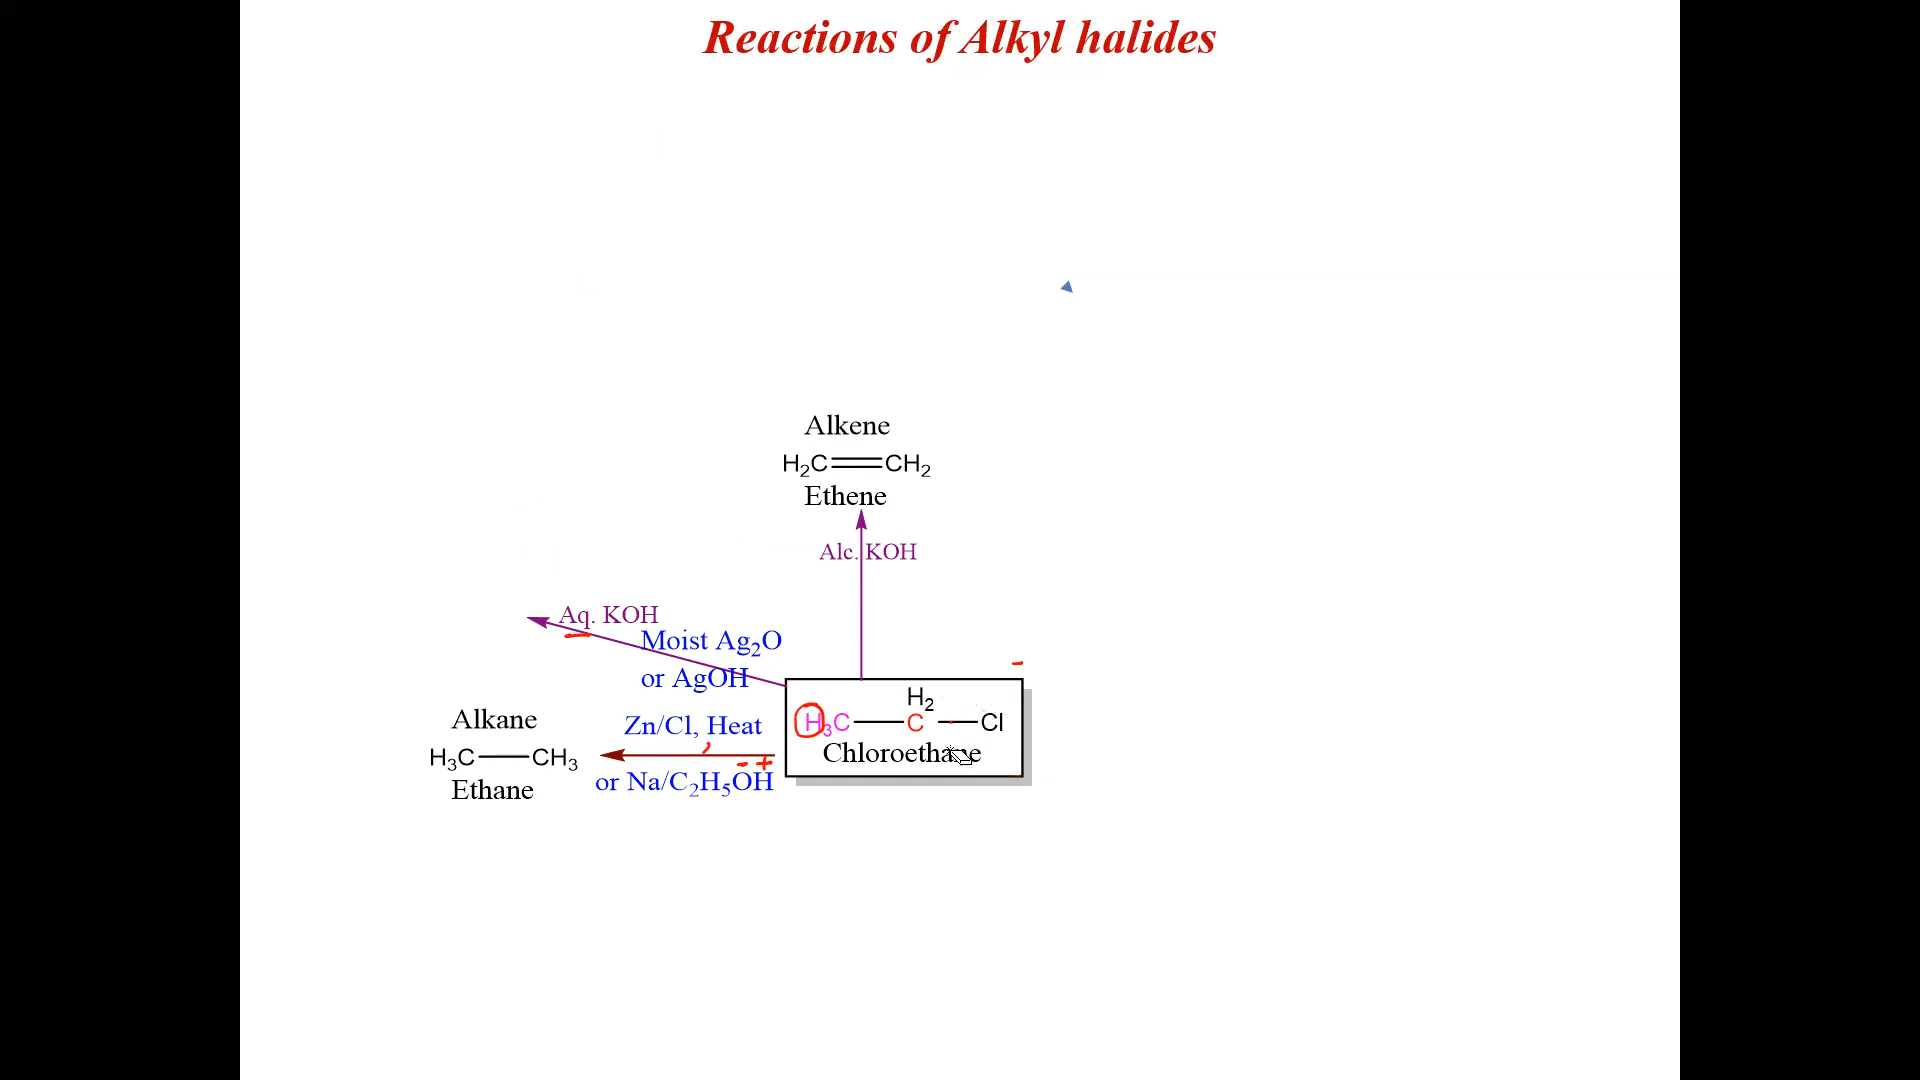 Reactions of Alkyl halides
Alkene
H₂C=CH₂
Ethene
Alc. KOH
Aq. KOH
Moist Ag₂O
or AgOH
Alkane
H₃C—CH₃
Ethane
Zn/Cl, Heat
or Na/C₂H₅OH
H₂
H₃C—C—Cl
Chloroethane